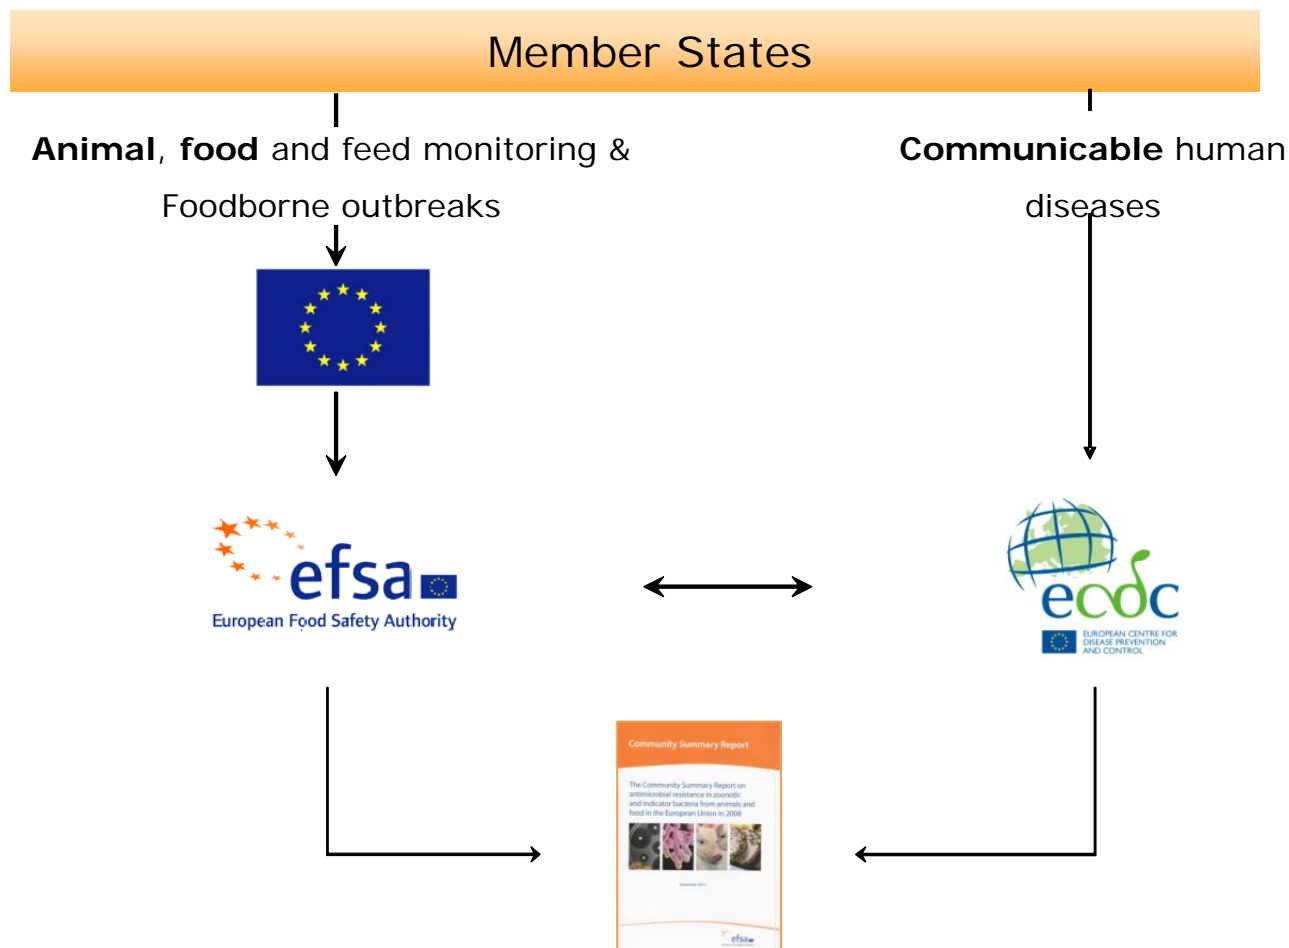 Member States
Animal, food and feed monitoring &
Foodborne outbreaks
Communicable human
diseases
efsa
European Food Safety Authority
ecdc
EUROPEAN CENTRE FOR
DISEASE PREVENTION
AND CONTROL
Community Summary Report
The Community Summary Report on
antimicrobial resistance in zoonotic
and indicator bacteria from animals and
food in the European Union in 2008
efsa